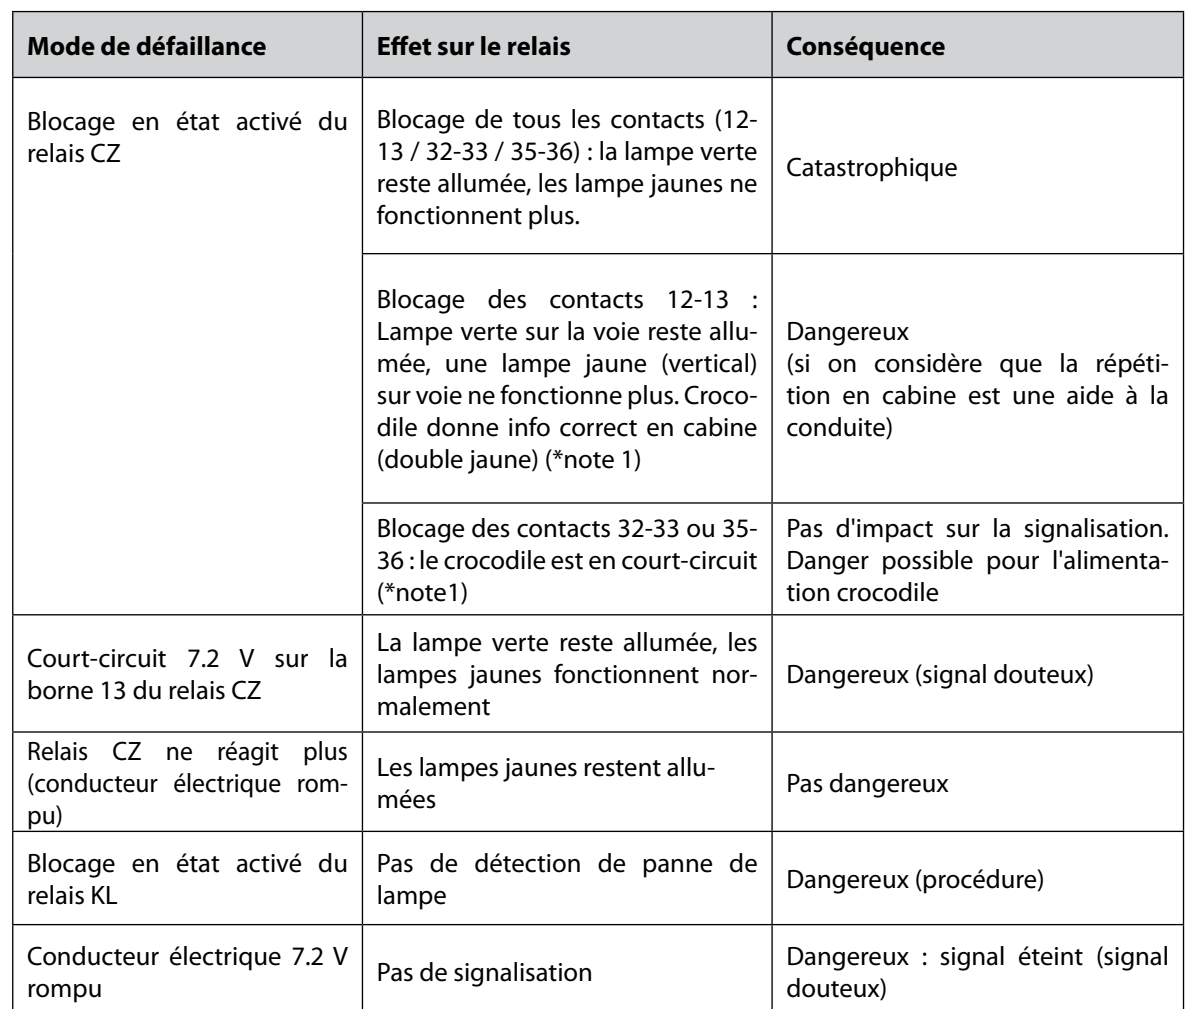 Mode de défaillance
Effet sur le relais
Conséquence
Blocage en état activé du
relais CZ
Blocage de tous les contacts (12-
13 / 32-33 / 35-36) : la lampe verte
reste allumée, les lampe jaunes ne
fonctionnent plus.
Catastrophique
Blocage des contacts 12-13 :
Lampe verte sur la voie reste allu-
mée, une lampe jaune (vertical)
sur voie ne fonctionne plus. Croco-
dile donne info correct en cabine
(double jaune) (*note 1)
Dangereux
(si on considère que la répéti-
tion en cabine est une aide à la
conduite)
Blocage des contacts 32-33 ou 35-
36 : le crocodile est en court-circuit
(*note1)
Pas d'impact sur la signalisation.
Danger possible pour l'alimenta-
tion crocodile
Court-circuit 7.2 V sur la
borne 13 du relais CZ
La lampe verte reste allumée, les
lampes jaunes fonctionnent nor-
malement
Dangereux (signal douteux)
Relais CZ ne réagit plus
(conducteur électrique rom-
pu)
Les lampes jaunes restent allu-
mées
Pas dangereux
Blocage en état activé du
relais KL
Pas de détection de panne de
lampe
Dangereux (procédure)
Conducteur électrique 7.2 V
rompu
Pas de signalisation
Dangereux : signal éteint (signal
douteux)